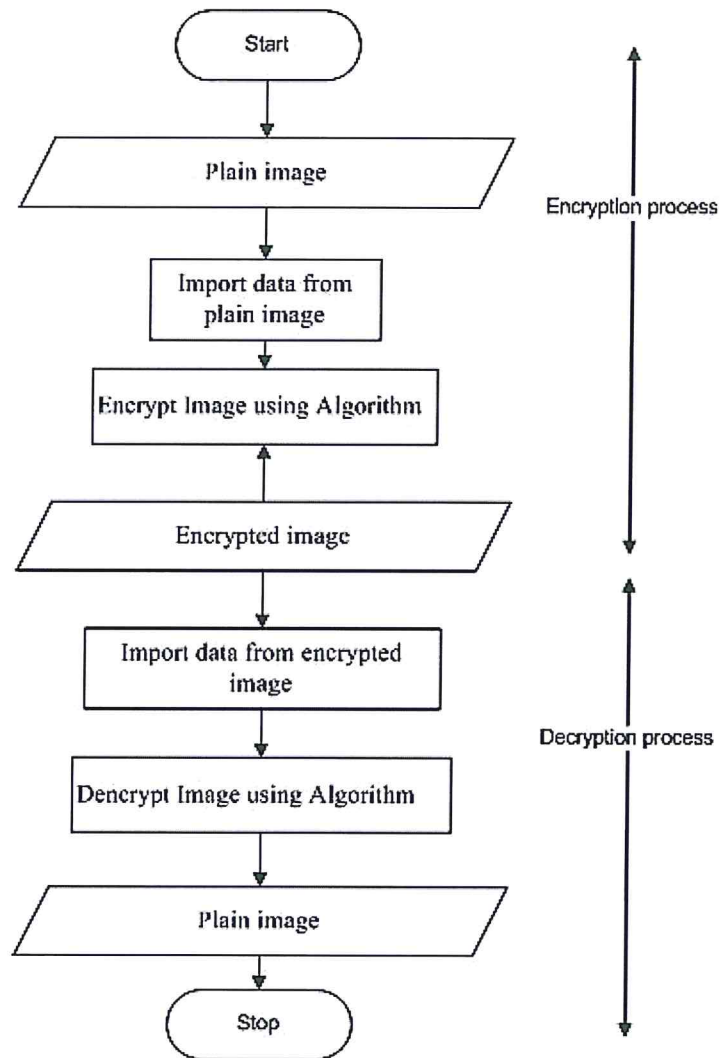 Start
Plain image
Encryption process
Import data from
plain image
Encrypt Image using Algorithm
Encrypted image
Import data from encrypted
image
Decryption process
Dencrypt Image using Algorithm
Plain image
Stop